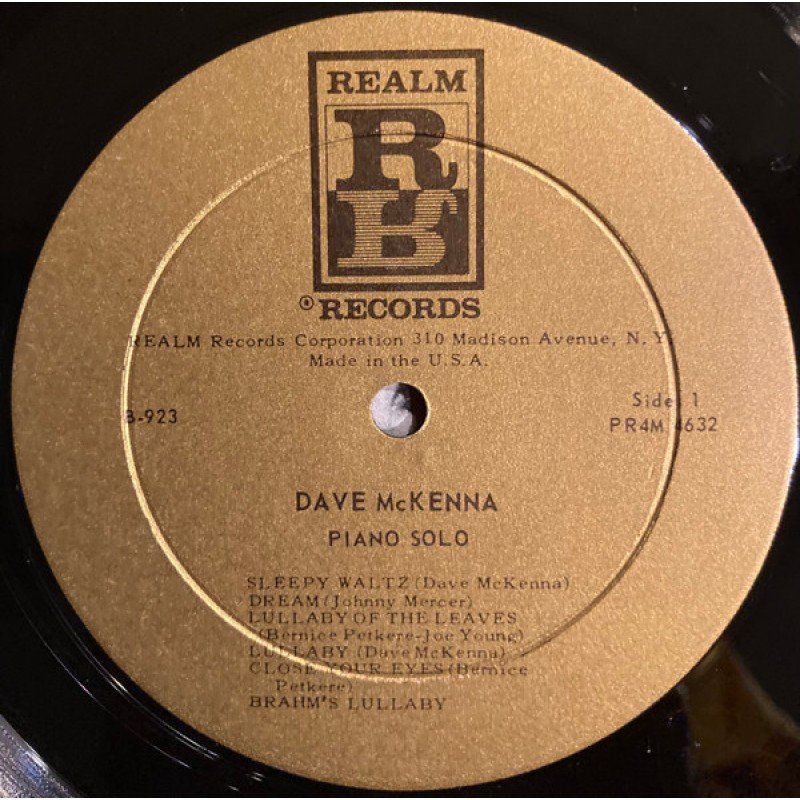 REALM
R
R
® RECORDS
REALM Records Corporation 310 Madison Avenue, N. Y.
Made in the U.S.A.
B-923
Side 1
PR4M 4632
DAVE McKENNA
PIANO SOLO
SLEEPY WALTZ (Dave McKenna)
DREAM (Johnny Mercer)
LULLABY OF THE LEAVES
(Bernice Petkere-Joe Young)
LULLABY (Dave McKenna)
CLOSE YOUR EYES (Bernice
Petkere)
BRAHM'S LULLABY